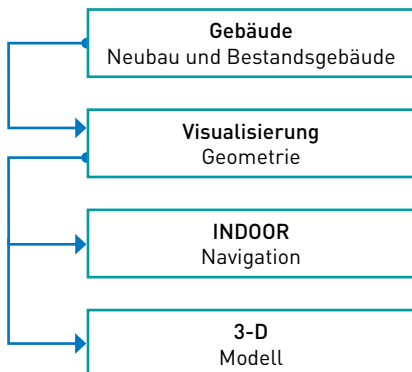 Gebäude
Neubau und Bestandsgebäude
Visualisierung
Geometrie
INDOOR
Navigation
3-D
Modell